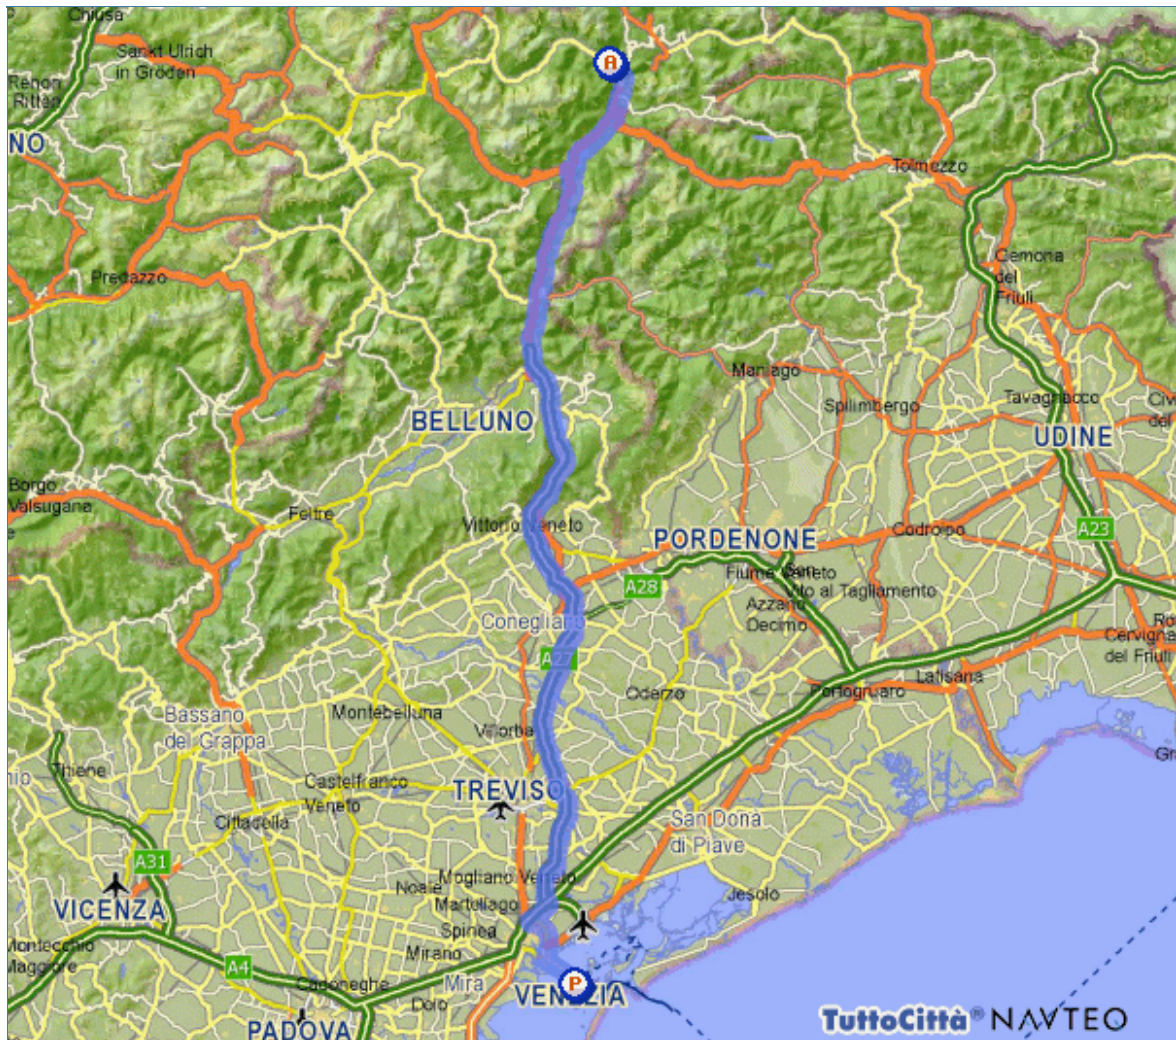 Chiusa
Sankt Ulrich
in Gröden
Renon
Ritten
NO
A
Tolmezzo
Predazzo
Gemona
del
Friuli
Maniago
Spilimbergo
Tavagnacco
BELLUNO
UDINE
Borgo
Valsugana
Feltre
Vittorio Veneto
PORDENONE
Codroipo
A23
A28
Fiume Veneto
San
Vito al Tagliamento
Azzano
Decimo
Conegliano
Cervigna
del Friuli
Latisana
Portogruaro
Oderzo
Montebelluna
Villorba
Bassano
del Grappa
Thiene
Castelfranco
Veneto
TREVISO
Cittadella
San Donà
di Piave
A31
Mogliano Veneto
Noale
Martellago
Jesolo
VICENZA
Spinea
Mirano
Montecchio
Maggiore
A4
Cadoneghe
Mira
Dolo
P
VENEZIA
PADOVA
TuttoCittà® NAVTEQ